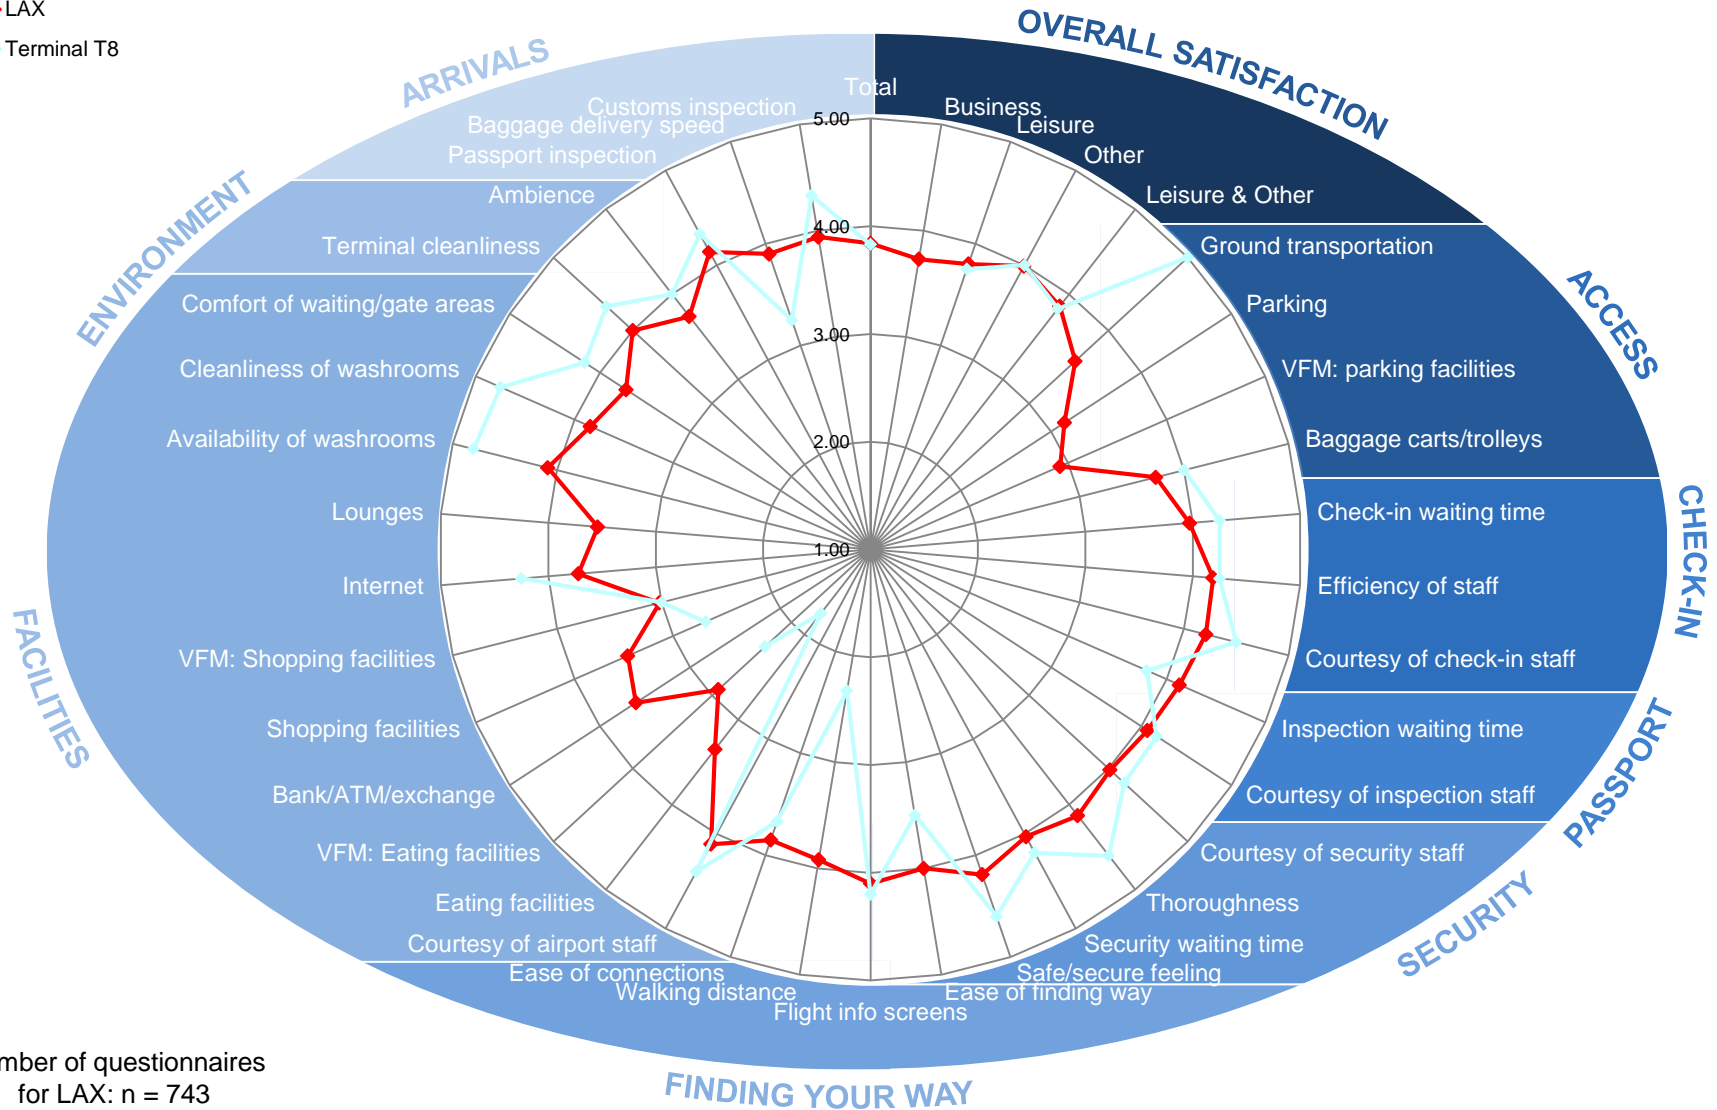 LAX
Terminal T8
OVERALL SATISFACTION
ARRIVALS
Total
Customs inspection
Business
Baggage delivery speed
Leisure
5.00
Passport inspection
Other
ENVIRONMENT
Ambience
Leisure & Other
4.00
Terminal cleanliness
Ground transportation
ACCESS
Comfort of waiting/gate areas
Parking
3.00
Cleanliness of washrooms
VFM: parking facilities
Availability of washrooms
2.00
Baggage carts/trolleys
Lounges
Check-in waiting time
CHECK-IN
1.00
Internet
Efficiency of staff
FACILITIES
VFM: Shopping facilities
Courtesy of check-in staff
Shopping facilities
Inspection waiting time
PASSPORT
Bank/ATM/exchange
Courtesy of inspection staff
VFM: Eating facilities
Courtesy of security staff
SECURITY
Eating facilities
Thoroughness
Courtesy of airport staff
Security waiting time
Ease of connections
Safe/secure feeling
Walking distance
Ease of finding way
Flight info screens
mber of questionnaires
for LAX: n = 743
FINDING YOUR WAY